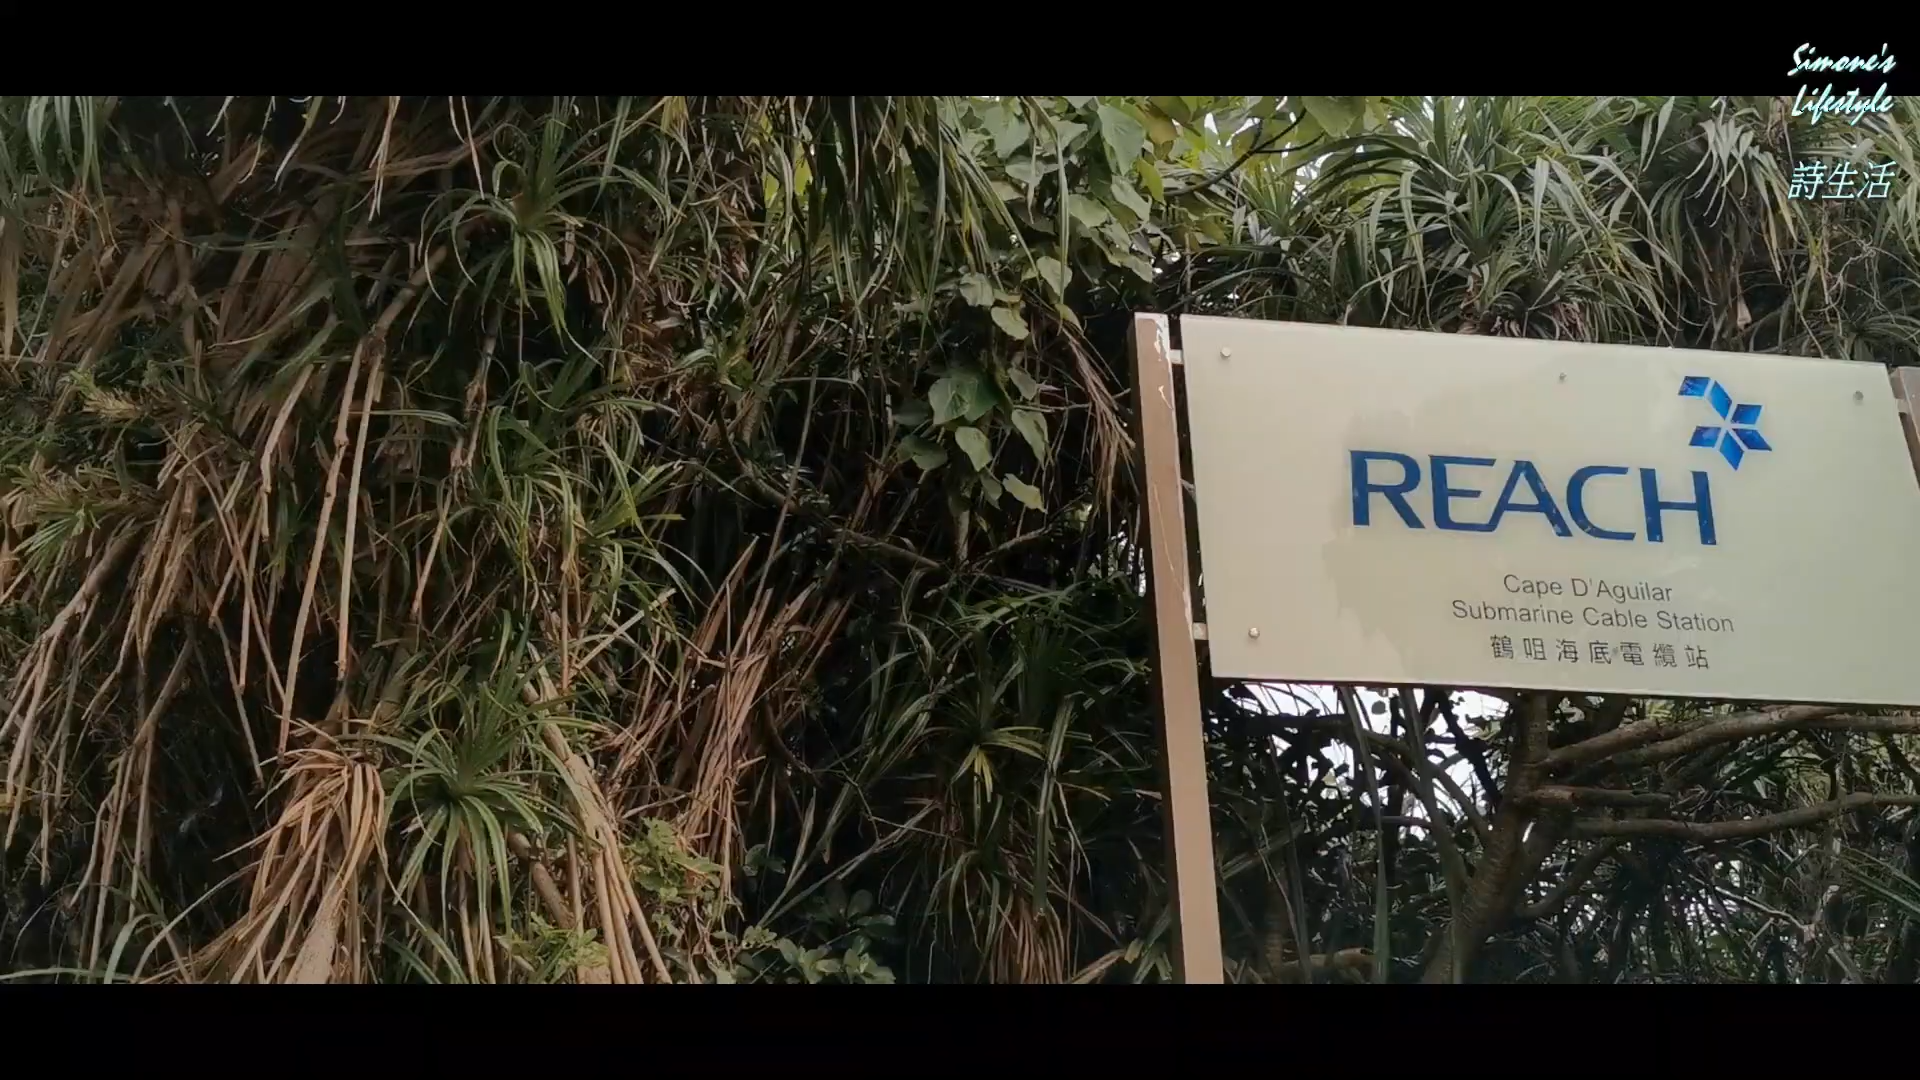 Simone's
Lifestyle
詩生活
REACH
Cape D'Aguilar
Submarine Cable Station
鶴咀海底電纜站